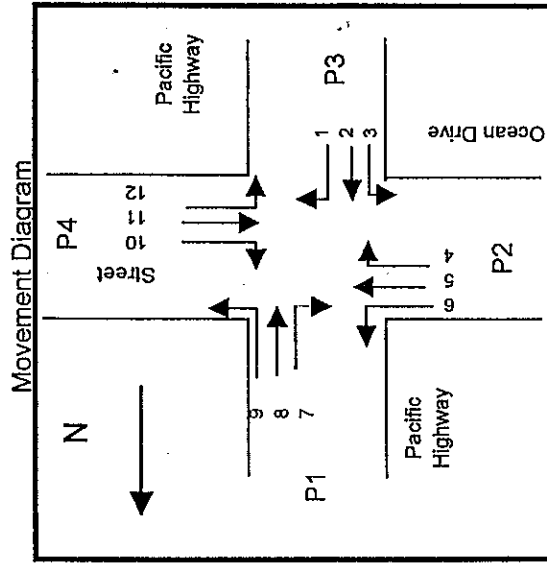 Movement Diagram
N
P4
Street
10
11
12
Pacific
Highway
9
8
7
P1
P3
1
2
3
Pacific
Highway
6
5
4
P2
Ocean Drive